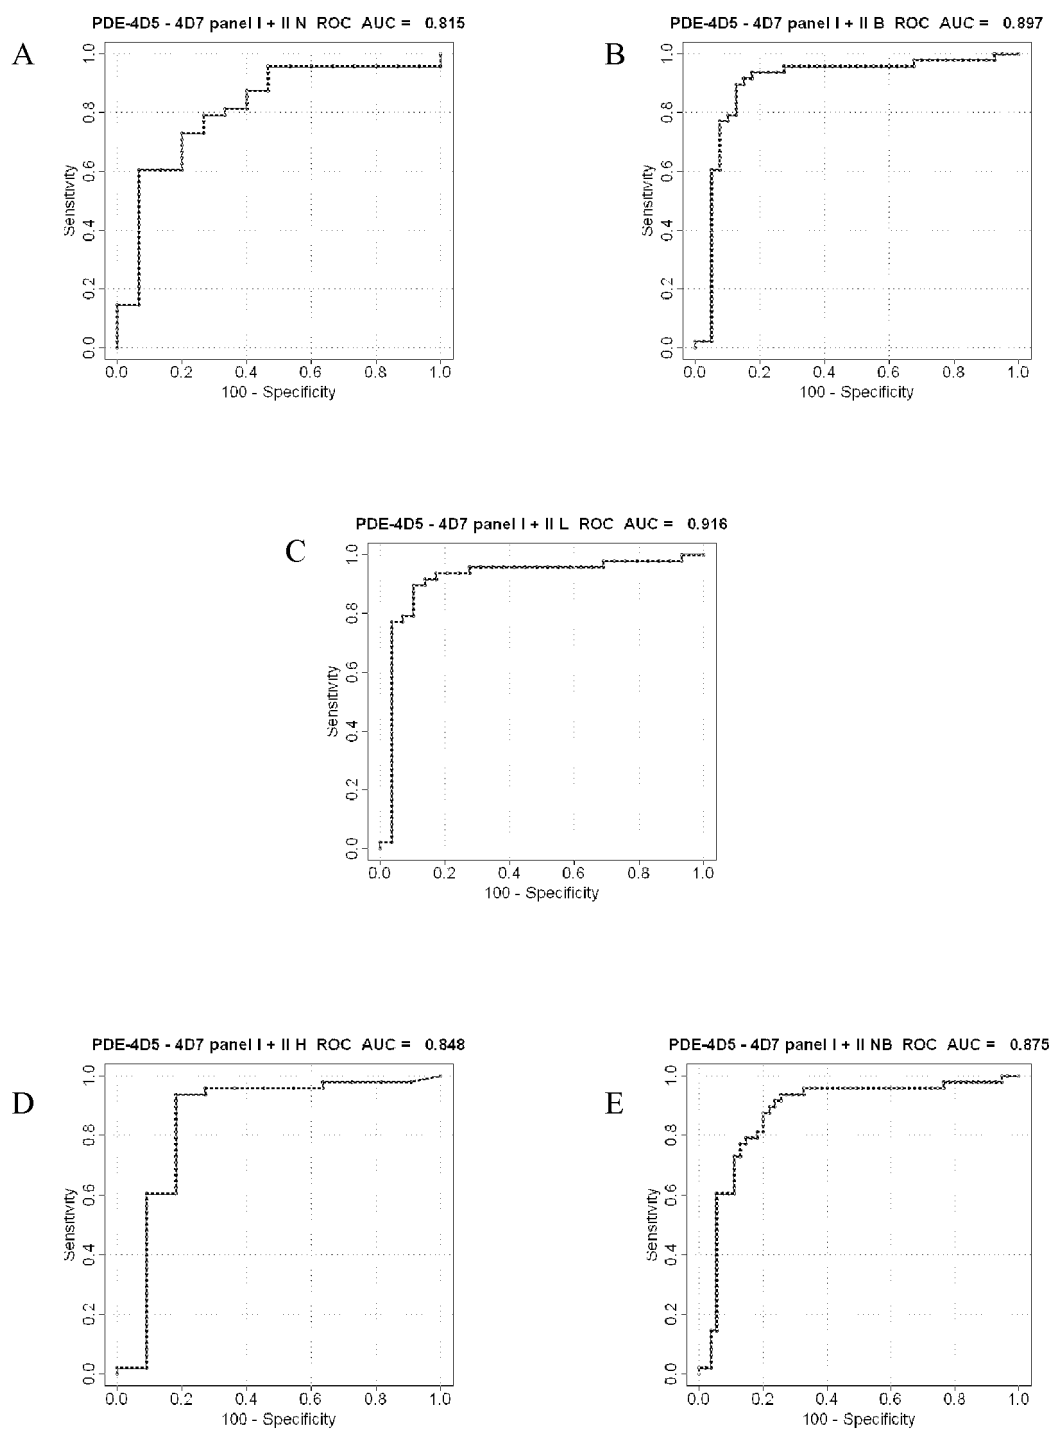 PDE-4D5 - 4D7 panel I + II N ROC AUC = 0.815
A
1.0
0.8
0.6
0.4
0.2
0.0
Sensitivity
0.0 0.2 0.4 0.6 0.8 1.0
100 - Specificity
PDE-4D5 - 4D7 panel I + II B ROC AUC = 0.897
B
1.0
0.8
0.6
0.4
0.2
0.0
Sensitivity
0.0 0.2 0.4 0.6 0.8 1.0
100 - Specificity
PDE-4D5 - 4D7 panel I + II L ROC AUC = 0.916
C
1.0
0.8
0.6
0.4
0.2
0.0
Sensitivity
0.0 0.2 0.4 0.6 0.8 1.0
100 - Specificity
PDE-4D5 - 4D7 panel I + II H ROC AUC = 0.848
D
1.0
0.8
0.6
0.4
0.2
0.0
Sensitivity
0.0 0.2 0.4 0.6 0.8 1.0
100 - Specificity
PDE-4D5 - 4D7 panel I + II NB ROC AUC = 0.875
E
1.0
0.8
0.6
0.4
0.2
0.0
Sensitivity
0.0 0.2 0.4 0.6 0.8 1.0
100 - Specificity